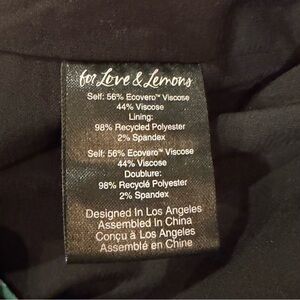 for Love & Lemons
Self: 56% Ecovero™ Viscose
44% Viscose
Lining:
98% Recycled Polyester
2% Spandex
Self: 56% Ecovero™ Viscose
44% Viscose
Doublure:
98% Recyclé Polyester
2% Spandex
Designed In Los Angeles
Assembled In China
Conçu à Los Angeles
Assemblé en Chine